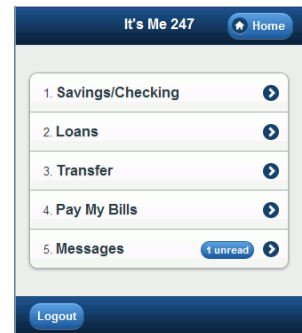 It's Me 247
Home
1. Savings/Checking
2. Loans
3. Transfer
4. Pay My Bills
5. Messages 1 unread
Logout